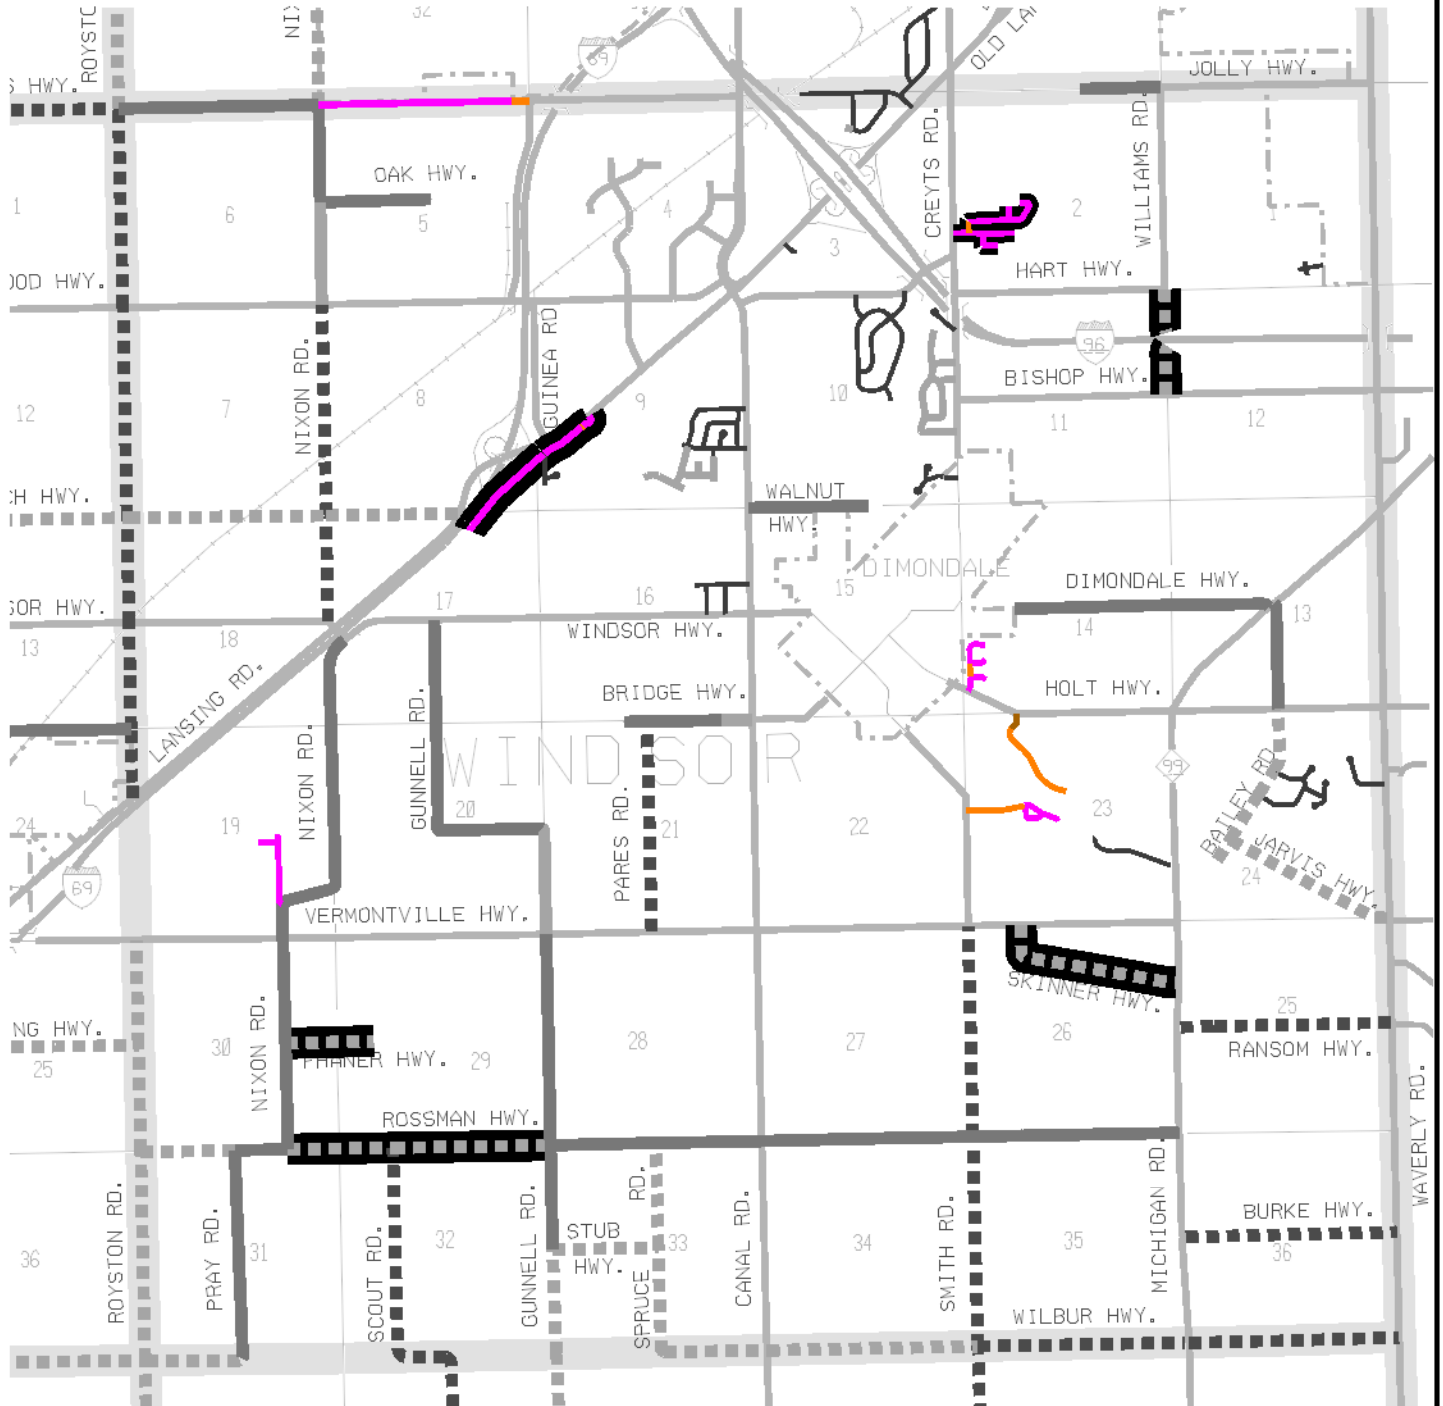 32
ROYSTO
NIX
OLD LA
S HWY.
69
JOLLY HWY.
CREYTS RD.
WILLIAMS RD.
OAK HWY.
1
6
5
4
3
2
1
OOD HWY.
HART HWY.
GUINEA RD
NIXON RD.
96
BISHOP HWY.
12
7
8
9
10
11
12
CH HWY.
WALNUT
HWY.
DIMONDALE
DIMONDALE HWY.
SOR HWY.
17
16
15
14
13
13
18
WINDSOR HWY.
LANSING RD.
BRIDGE HWY.
HOLT HWY.
NIXON RD.
GUNNELL RD.
WINDSOR
99
BAILEY RD.
24
19
20
PARES RD.
21
22
23
JARVIS HWY.
24
69
VERMONTVILLE HWY.
SKINNER HWY.
NIXON RD.
NG HWY.
25
30
PHANER HWY.
29
28
27
26
25
RANSOM HWY.
ROSSMAN HWY.
WAVERLY RD.
ROYSTON RD.
PRAY RD.
SCOUT RD.
GUNNELL RD.
STUB
HWY.
SPRUCE RD.
CANAL RD.
SMITH RD.
MICHIGAN RD.
BURKE HWY.
36
31
32
33
34
35
36
WILBUR HWY.